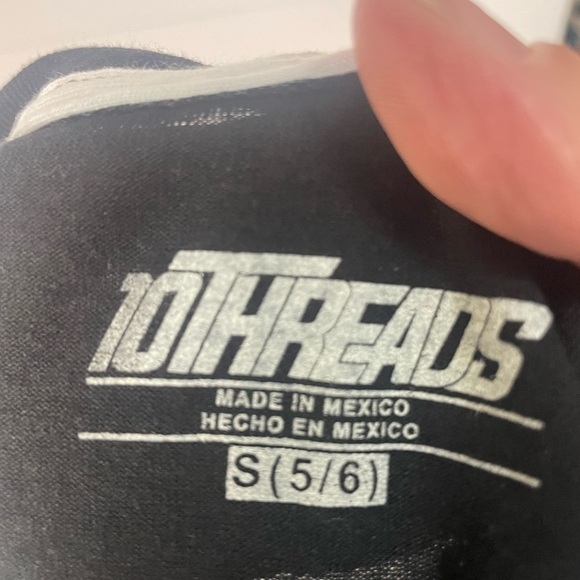 10THREADS
MADE IN MEXICO
HECHO EN MEXICO
S(5/6)